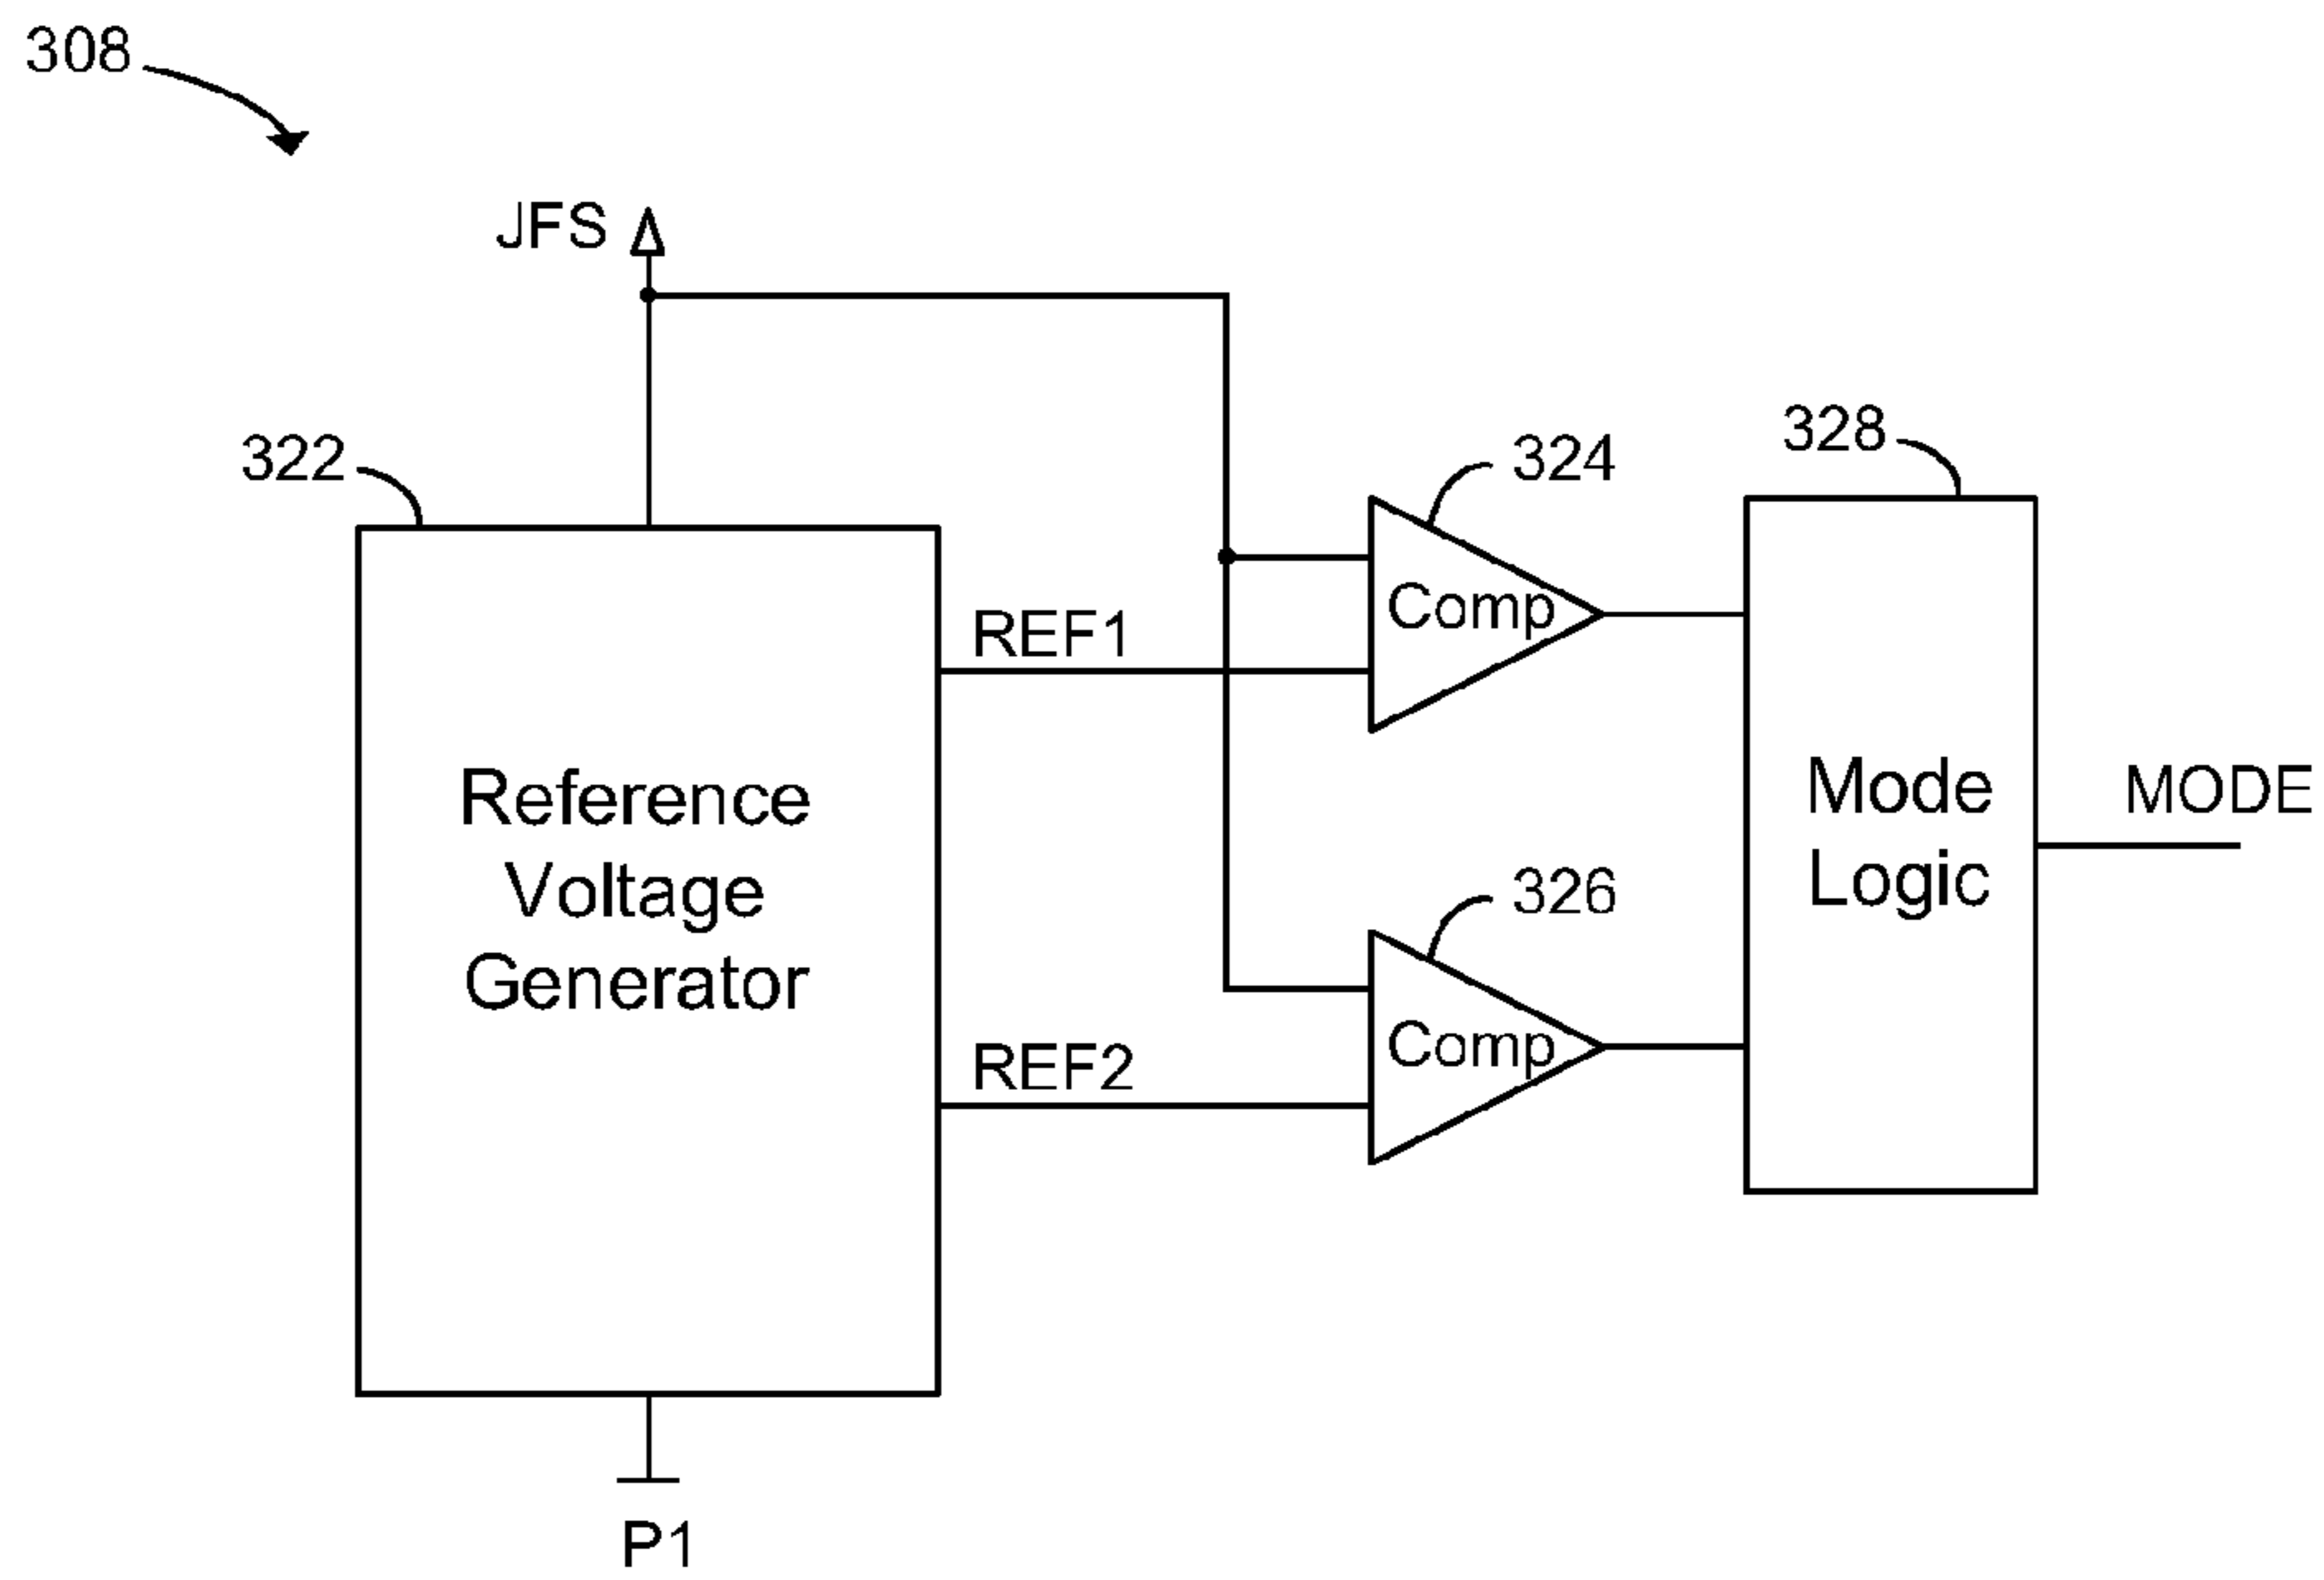 308
JFS
322
324
328
Comp
REF1
Reference
Voltage
Generator
Mode
Logic
MODE
326
Comp
REF2
P1